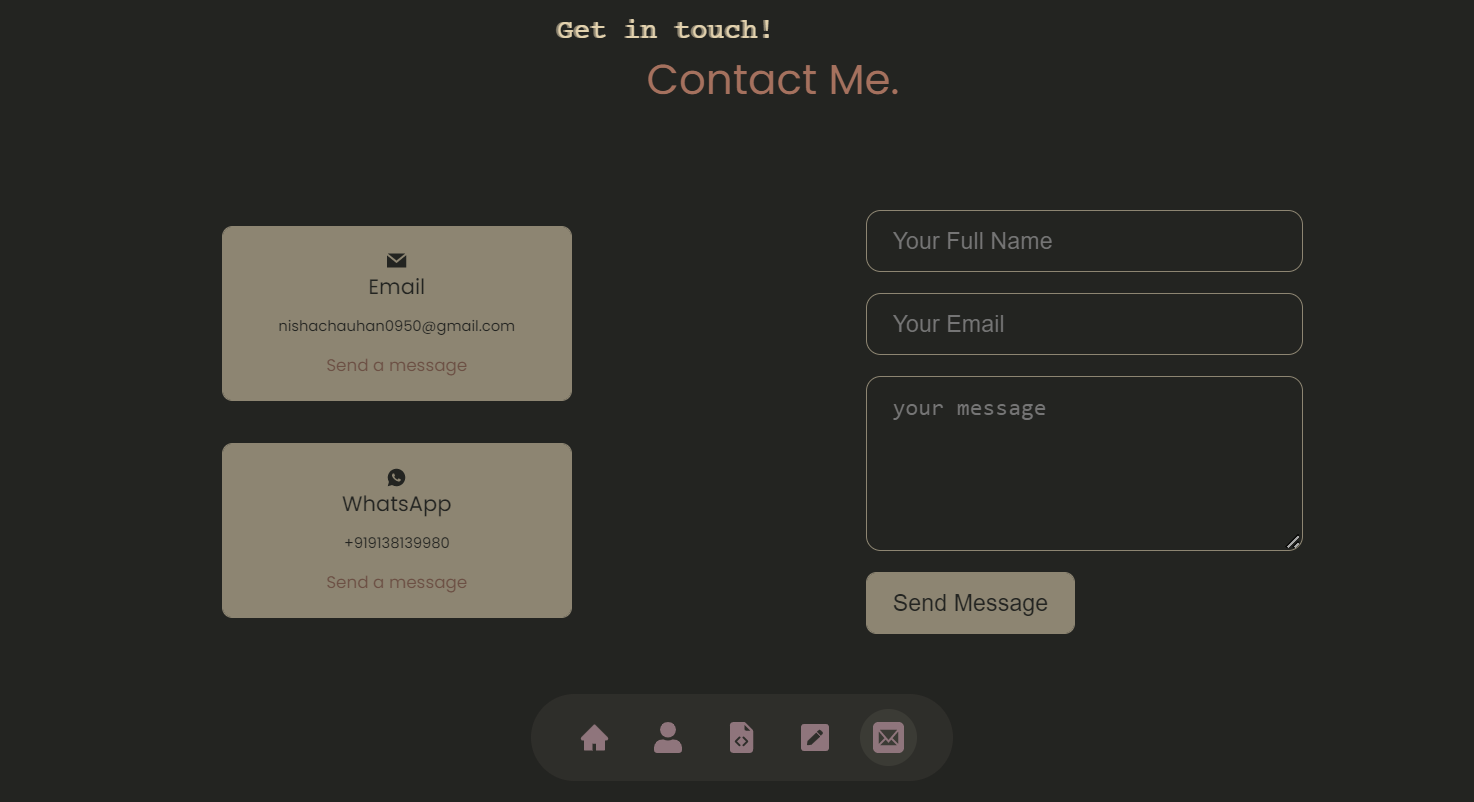 Get in touch!
Contact Me.
Email
nishachauhan0950@gmail.com
Send a message
WhatsApp
+919138139980
Send a message
Your Full Name
Your Email
your message
Send Message